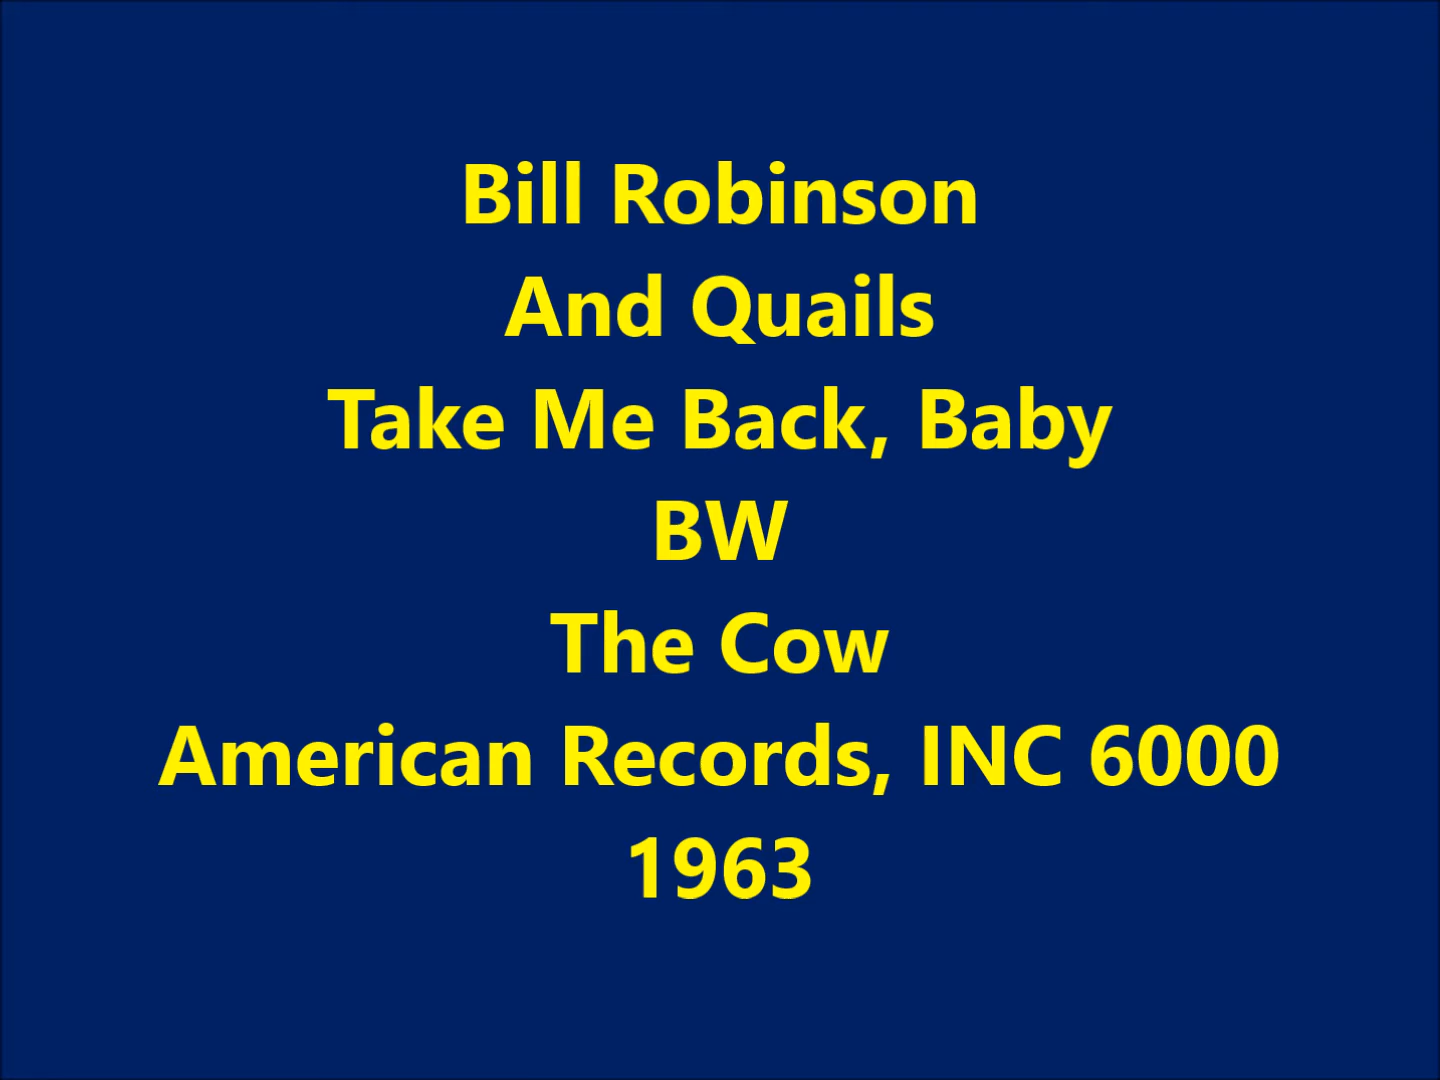 Bill Robinson
And Quails
Take Me Back, Baby
BW
The Cow
American Records, INC 6000
1963